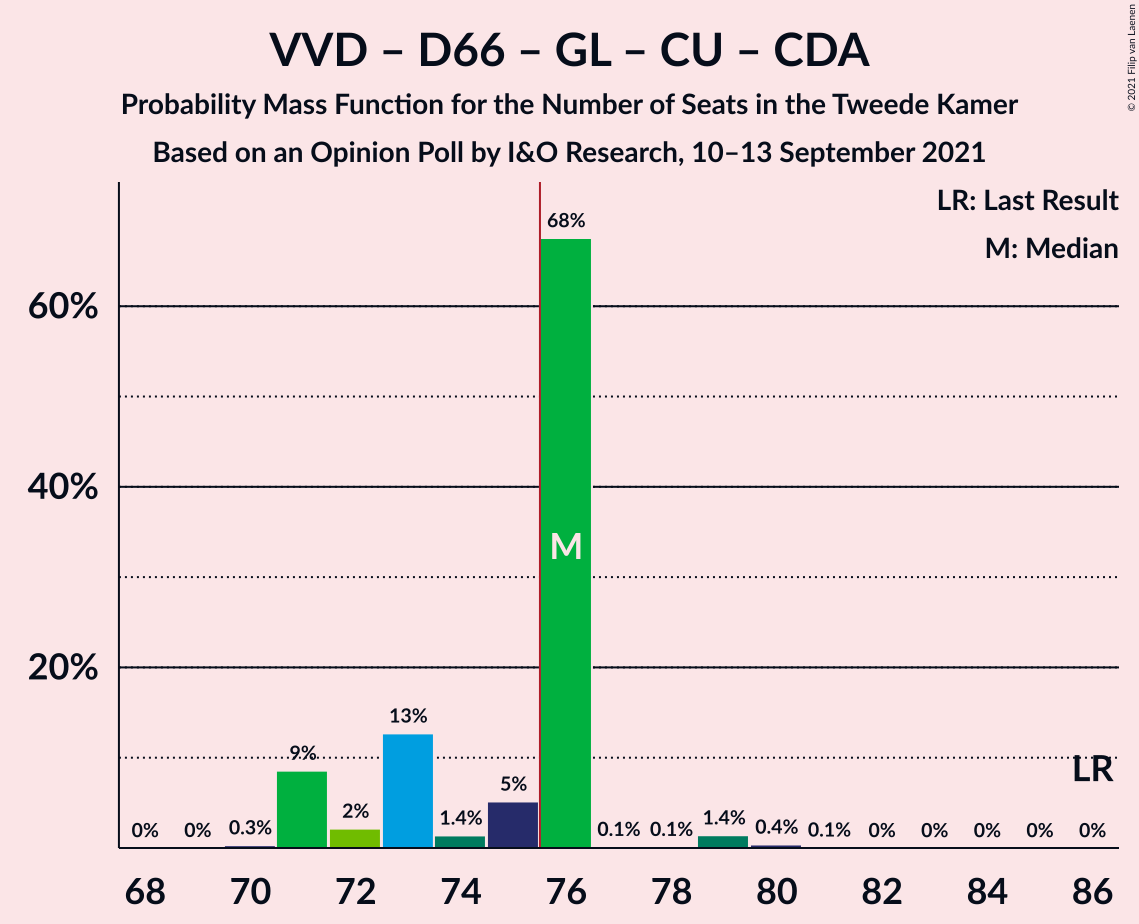 VVD – D66 – GL – CU – CDA
Probability Mass Function for the Number of Seats in the Tweede Kamer
Based on an Opinion Poll by I&O Research, 10–13 September 2021
© 2021 Filip van Laenen
LR: Last Result
M: Median
60%
40%
20%
0% 0% 0.3% 9% 2% 13% 1.4% 5% 68% 0.1% 0.1% 1.4% 0.4% 0.1% 0% 0% 0% 0% 0%
M
LR
68 70 72 74 76 78 80 82 84 86